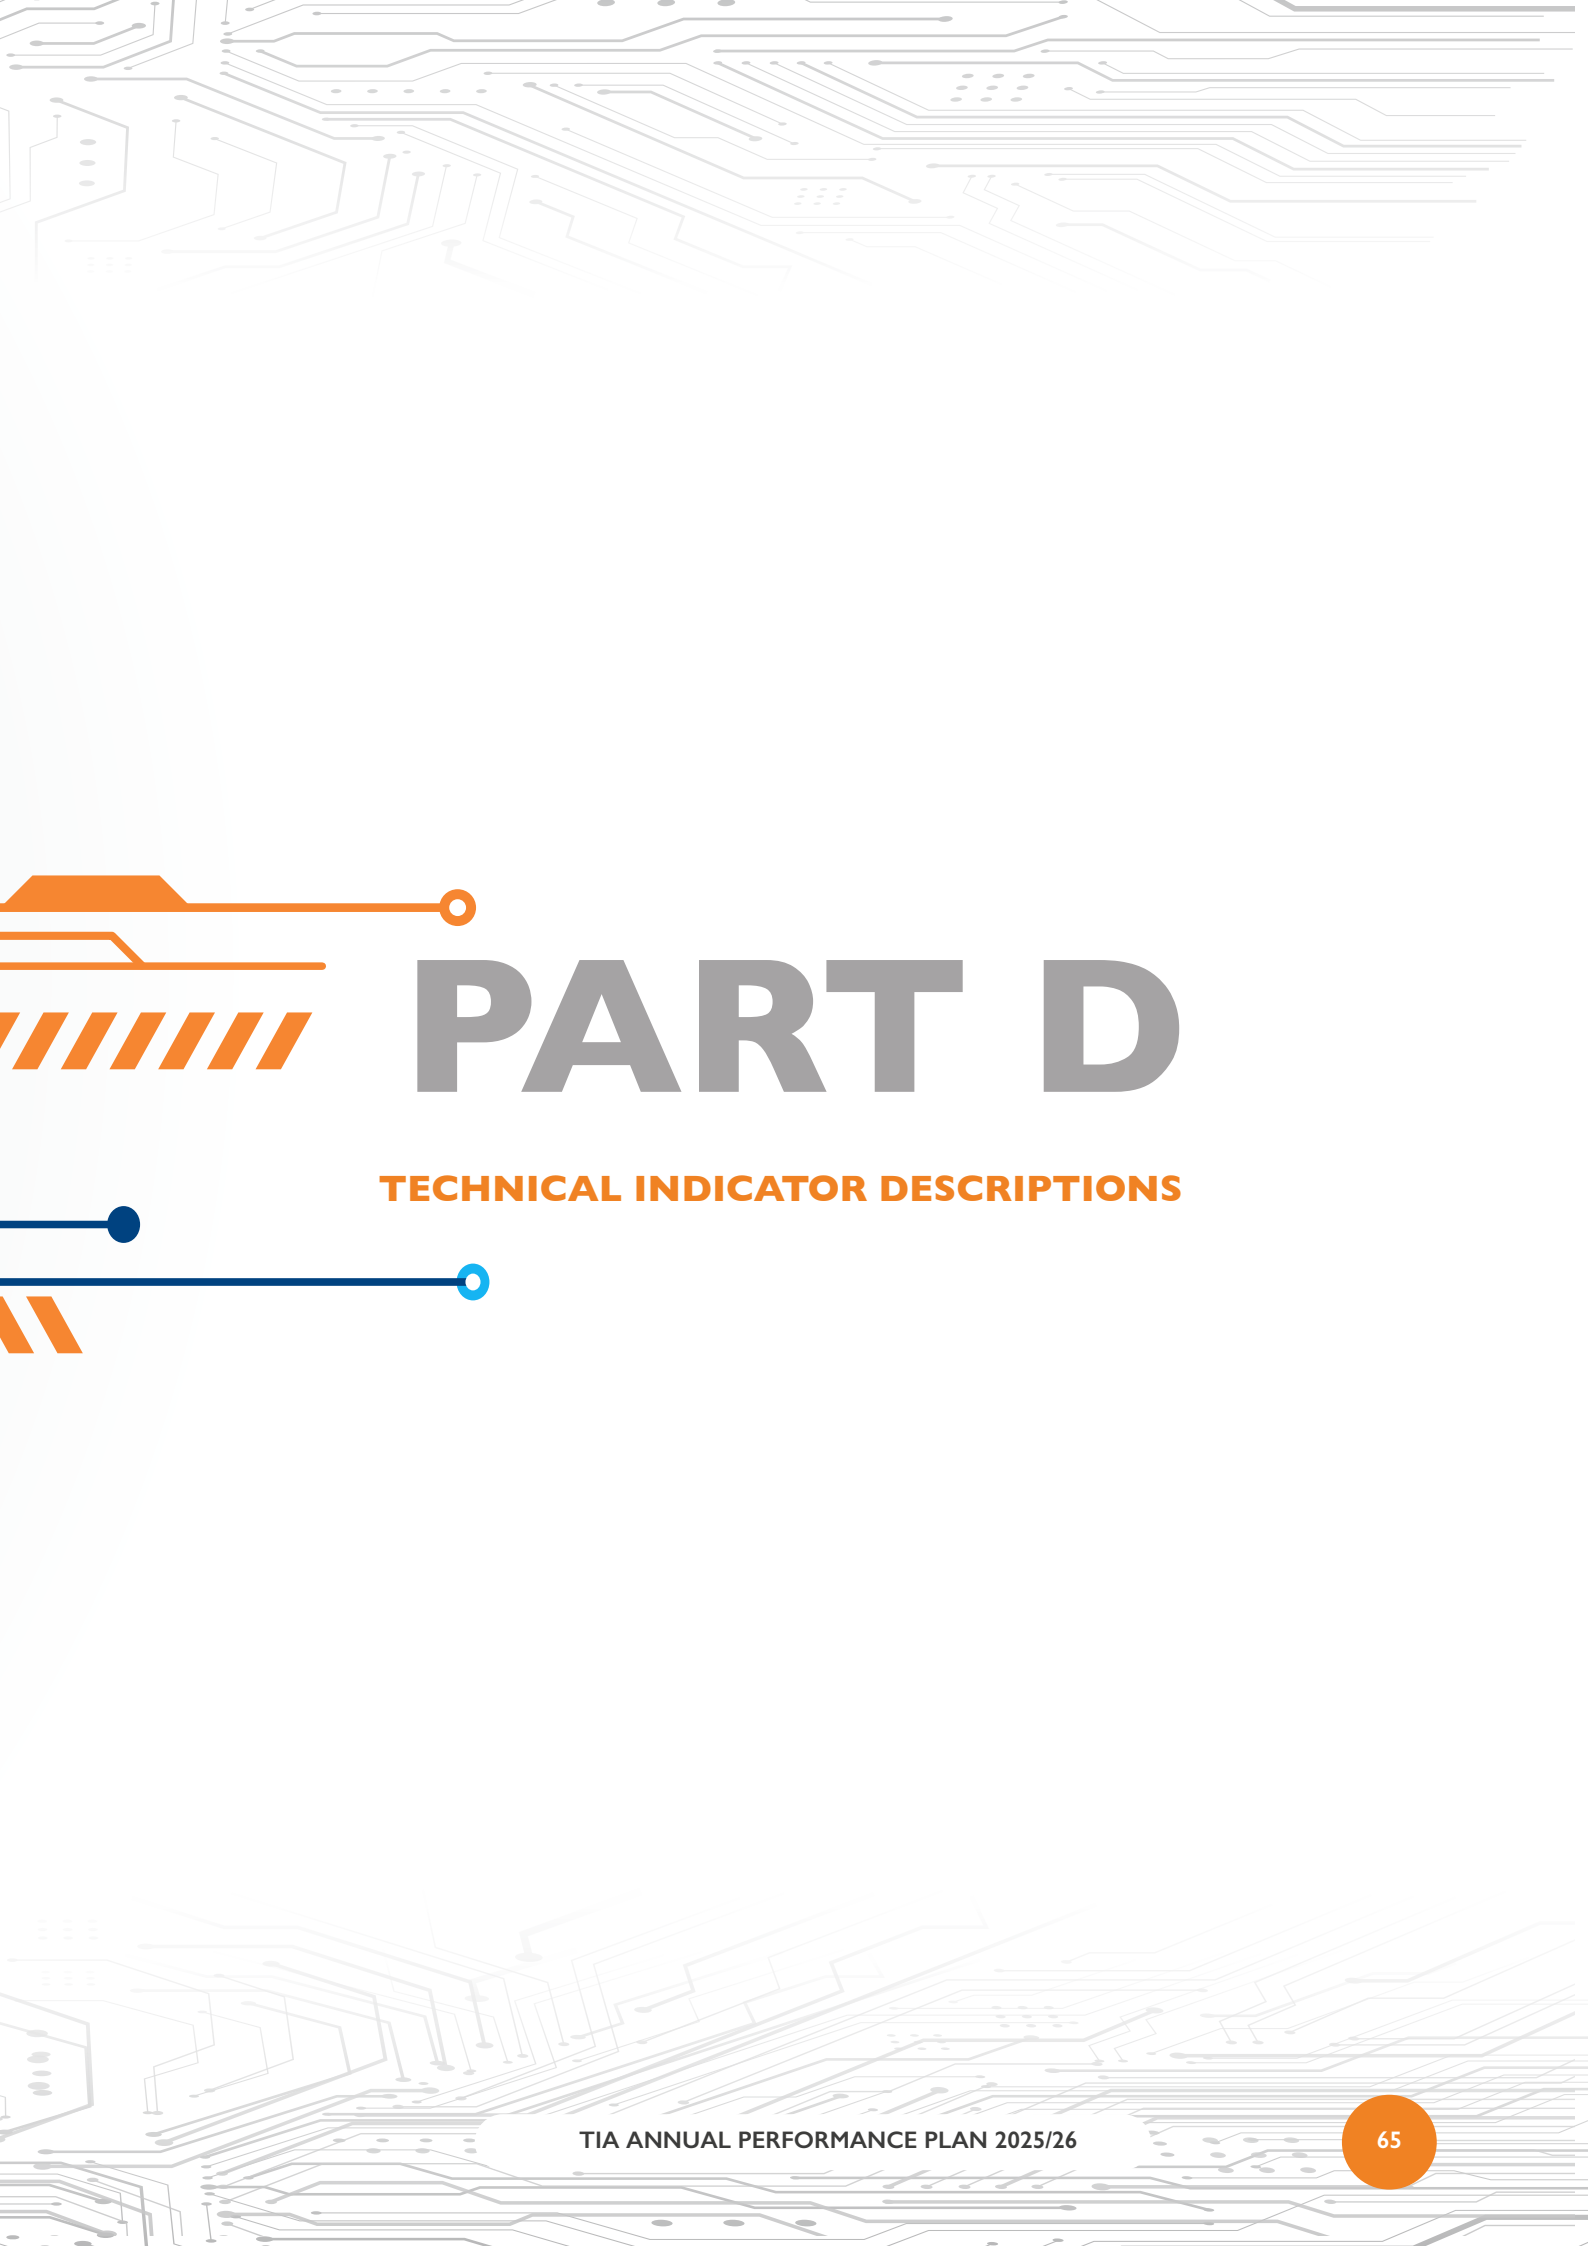 PART D
TECHNICAL INDICATOR DESCRIPTIONS
TIA ANNUAL PERFORMANCE PLAN 2025/26
65